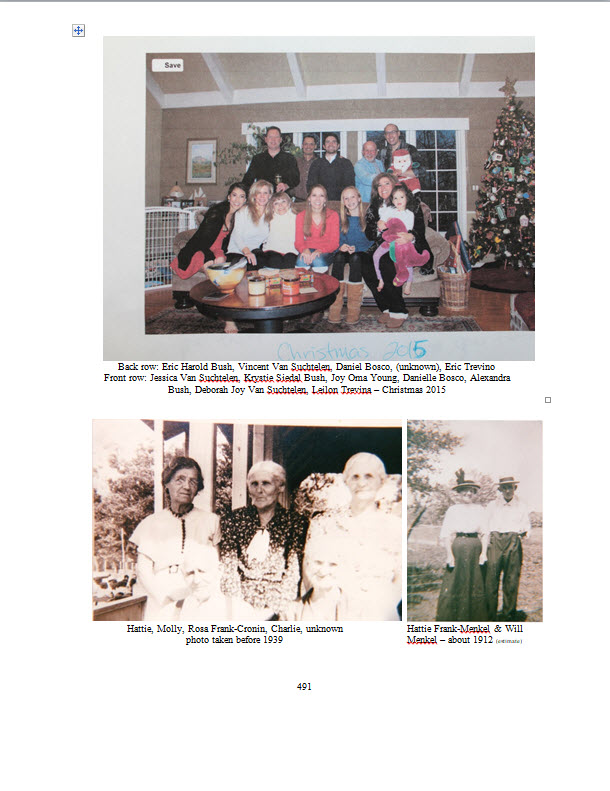 Save
Christmas 2015
Back row: Eric Harold Bush, Vincent Van Suchtelen, Daniel Bosco, (unknown), Eric Trevino
Front row: Jessica Van Suchtelen, Krystie Siedal Bush, Joy Oma Young, Danielle Bosco, Alexandra
Bush, Deborah Joy Van Suchtelen, Leilon Trevina – Christmas 2015
Hattie, Molly, Rosa Frank-Cronin, Charlie, unknown
photo taken before 1939
Hattie Frank-Menkel & Will
Menkel – about 1912 (estimate)
491